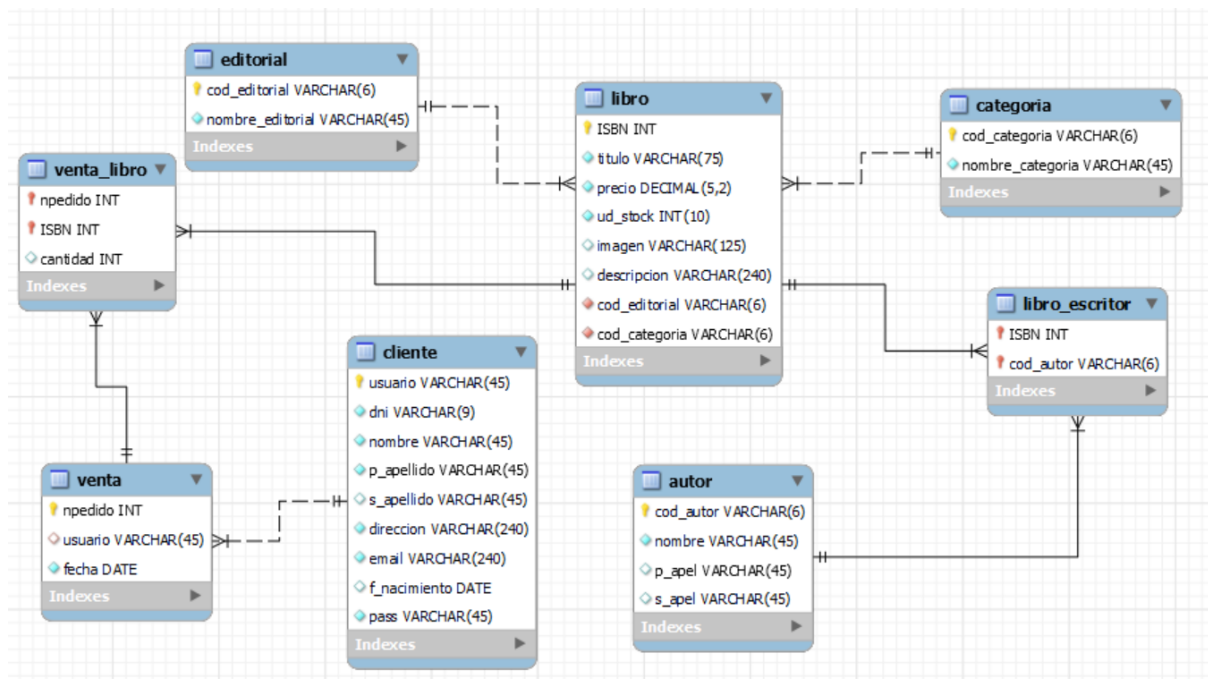 editorial
cod_editorial VARCHAR(6)
nombre_editorial VARCHAR(45)
Indexes
libro
ISBN INT
titulo VARCHAR(75)
precio DECIMAL(5,2)
ud_stock INT(10)
imagen VARCHAR(125)
descripcion VARCHAR(240)
cod_editorial VARCHAR(6)
cod_categoria VARCHAR(6)
Indexes
categoria
cod_categoria VARCHAR(6)
nombre_categoria VARCHAR(45)
Indexes
venta_libro
npedido INT
ISBN INT
cantidad INT
Indexes
libro_escritor
ISBN INT
cod_autor VARCHAR(6)
Indexes
cliente
usuario VARCHAR(45)
dni VARCHAR(9)
nombre VARCHAR(45)
p_apellido VARCHAR(45)
s_apellido VARCHAR(45)
direccion VARCHAR(240)
email VARCHAR(240)
f_nacimiento DATE
pass VARCHAR(45)
Indexes
venta
npedido INT
usuario VARCHAR(45)
fecha DATE
Indexes
autor
cod_autor VARCHAR(6)
nombre VARCHAR(45)
p_apel VARCHAR(45)
s_apel VARCHAR(45)
Indexes